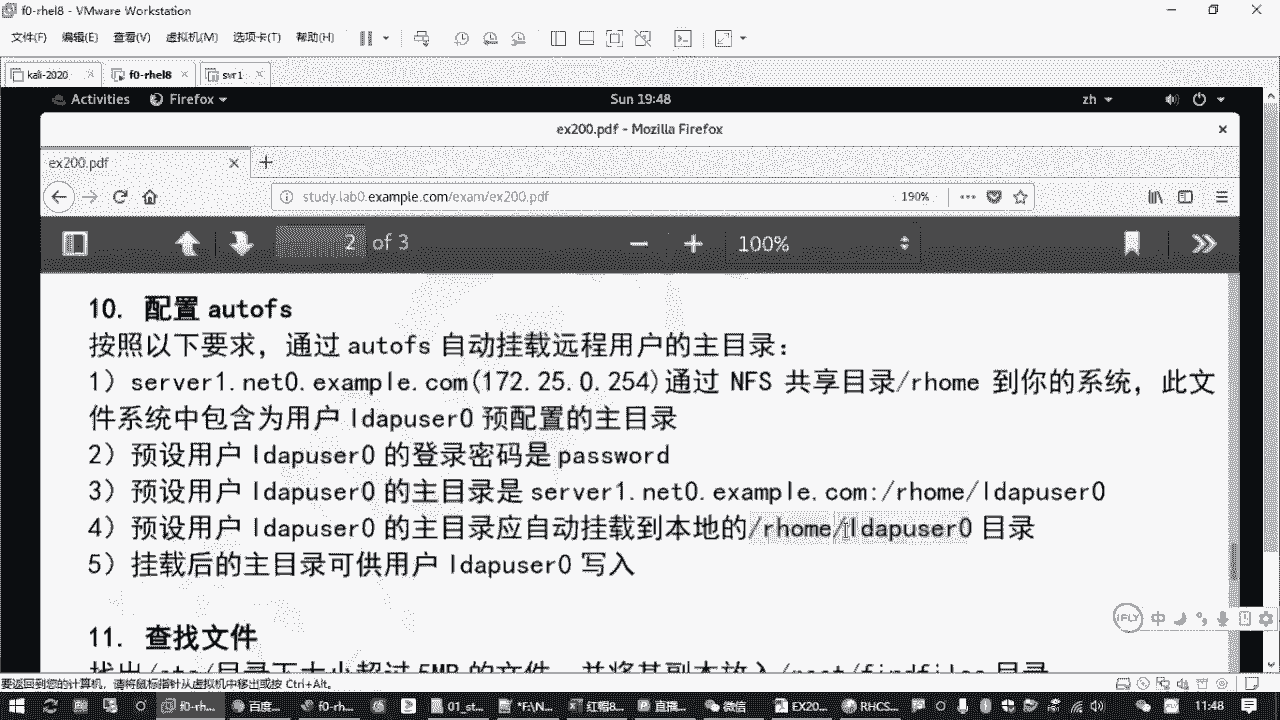 f0-rhel8 - VMware Workstation
文件(F) 编辑(E) 查看(V) 虚拟机(M) 选项卡(T) 帮助(H)
kali-2020 f0-rhel8 svr1
Activities Firefox Sun 19:48 zh
ex200.pdf - Mozilla Firefox
ex200.pdf
study.lab0.example.com/exam/ex200.pdf 190%
2 of 3 100%
10. 配置 autofs
按照以下要求，通过 autofs 自动挂载远程用户的主目录：
1）server1.net0.example.com(172.25.0.254)通过 NFS 共享目录/rhome 到你的系统，此文
件系统中包含为用户 ldapuser0 预配置的主目录
2）预设用户 ldapuser0 的登录密码是 password
3）预设用户 ldapuser0 的主目录是 server1.net0.example.com:/rhome/ldapuser0
4）预设用户 ldapuser0 的主目录应自动挂载到本地的/rhome/ldapuser0 目录
5）挂载后的主目录可供用户 ldapuser0 写入
11. 查找文件
iFLY 中
要返回到您的计算机，请将鼠标指针从虚拟机中移出或按 Ctrl+Alt。
f0-rh... 百度... f0-rh... 01_st... *F\N... 红帽8... 直播... 微信 EX20... RHCS... 11:48